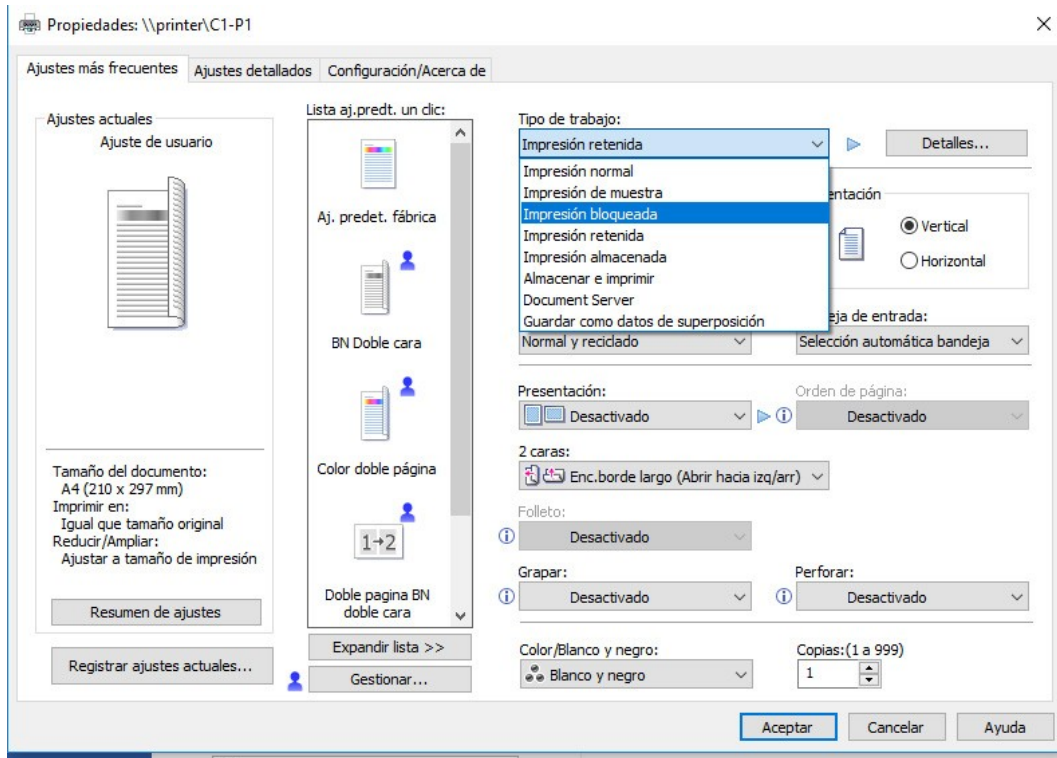 Propiedades: \\printer\C1-P1
Ajustes más frecuentes
Ajustes detallados
Configuración/Acerca de
Ajustes actuales
Ajuste de usuario
Tamaño del documento:
A4 (210 x 297 mm)
Imprimir en:
Igual que tamaño original
Reducir/Ampliar:
Ajustar a tamaño de impresión
Resumen de ajustes
Registrar ajustes actuales...
Lista aj.predt. un clic:
Aj. predet. fábrica
BN Doble cara
Color doble página
1→2
Doble pagina BN
doble cara
Expandir lista >>
Gestionar...
Tipo de trabajo:
Impresión retenida
Detalles...
Impresión normal
Impresión de muestra
Impresión bloqueada
Impresión retenida
Impresión almacenada
Almacenar e imprimir
Document Server
Guardar como datos de superposición
Vertical
Horizontal
de entrada:
Normal y reciclado
Selección automática bandeja
Presentación:
Desactivado
Orden de página:
Desactivado
2 caras:
Enc.borde largo (Abrir hacia izq/arr)
Folleto:
Desactivado
Grapar:
Desactivado
Perforar:
Desactivado
Color/Blanco y negro:
Blanco y negro
Copias:(1 a 999)
1
Aceptar
Cancelar
Ayuda